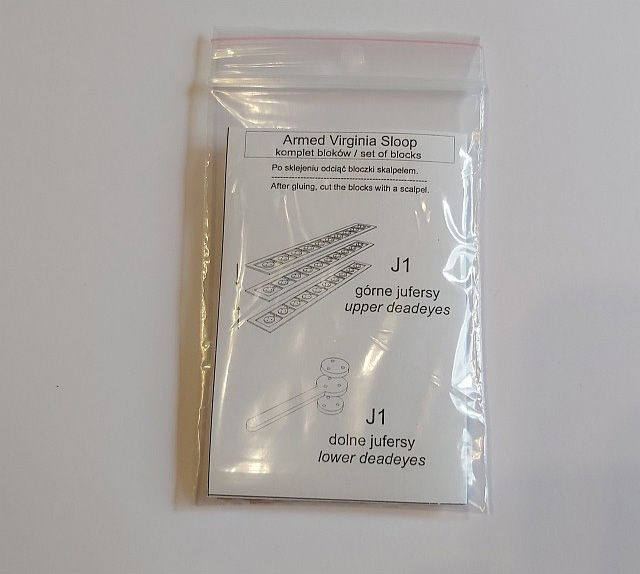 Armed Virginia Sloop
komplet bloków / set of blocks
Po sklejeniu odciąć bloczki skalpelem.
After gluing, cut the blocks with a scalpel.
J1
górne jufersy
upper deadeyes
J1
dolne jufersy
lower deadeyes